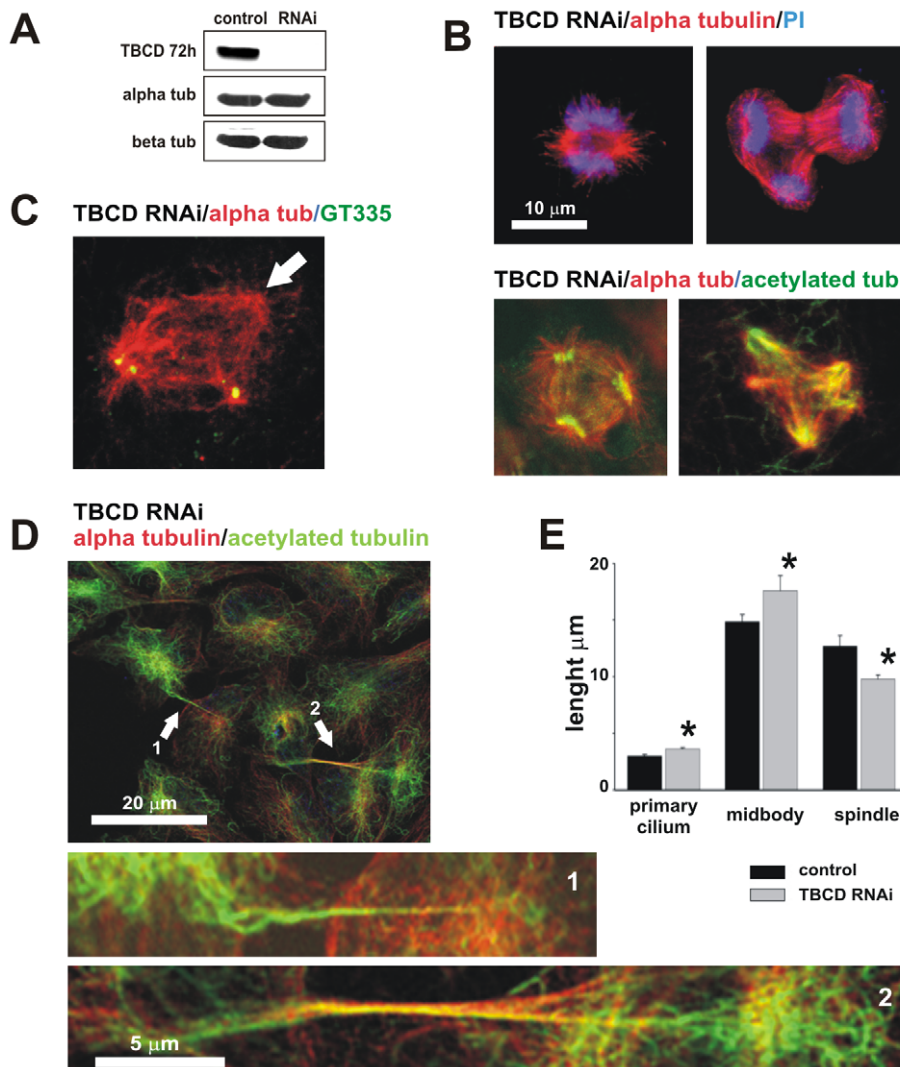 A
control RNAi
TBCD 72h
alpha tub
beta tub
B
TBCD RNAi/alpha tubulin/PI
10 µm
C
TBCD RNAi/alpha tub/GT335
TBCD RNAi/alpha tub/acetylated tub
D
TBCD RNAi
alpha tubulin/acetylated tubulin
1
2
20 µm
1
2
5 µm
E
lenght µm
20
10
0
*
*
*
primary
cilium
midbody
spindle
control
TBCD RNAi